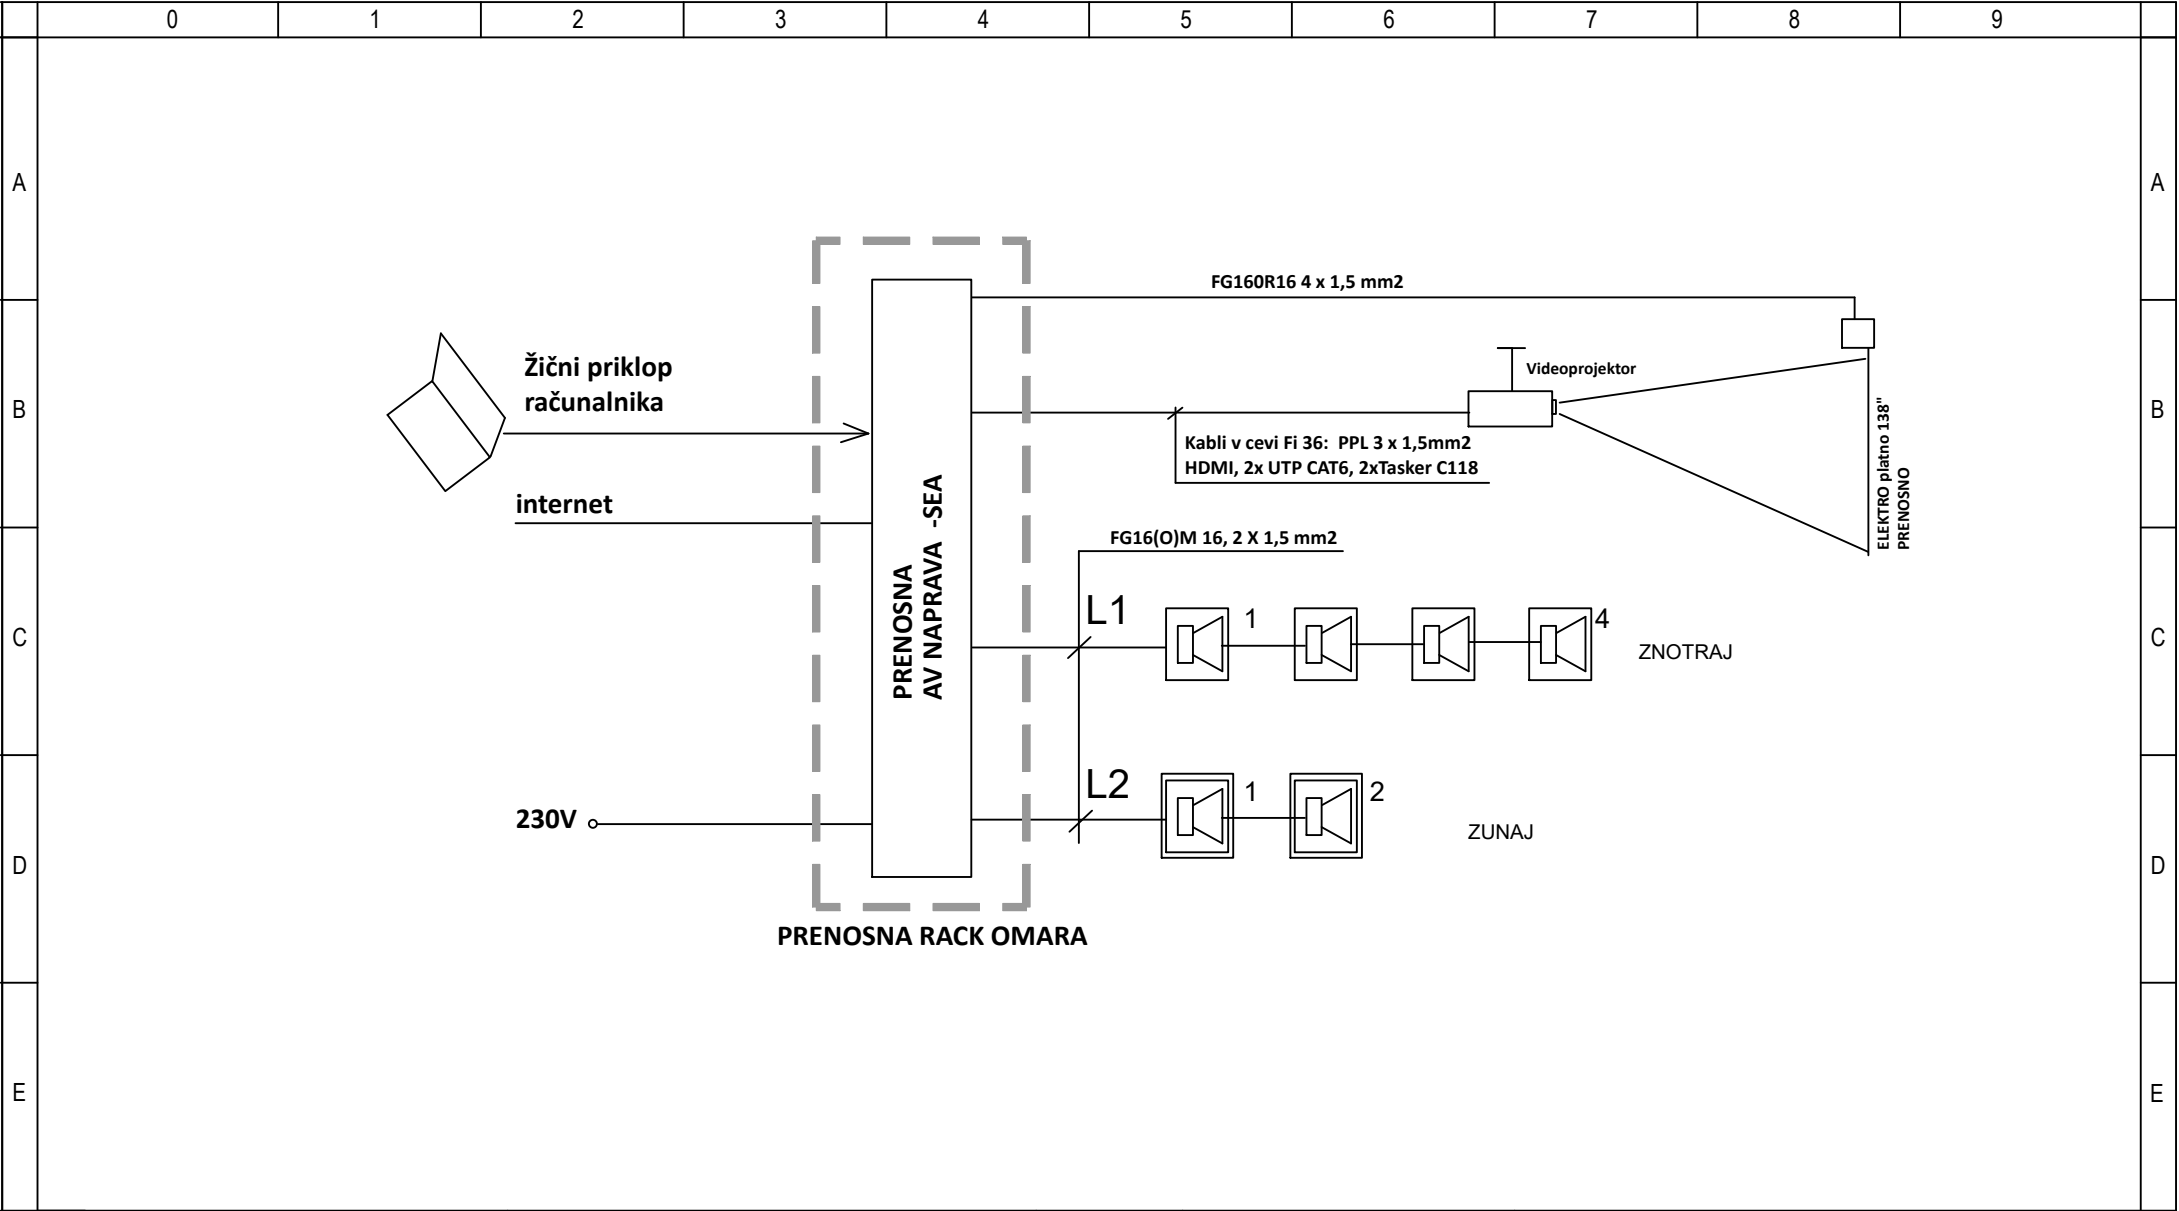 0 1 2 3 4 5 6 7 8 9
A A
FG160R16 4 x 1,5 mm2
Žični priklop
računalnika
Videoprojektor
B B
Kabli v cevi Fi 36: PPL 3 x 1,5mm2
HDMI, 2x UTP CAT6, 2xTasker C118
ELEKTRO platno 138"
PRENOSNO
internet
PRENOSNA
AV NAPRAVA -SEA
FG16(O)M 16, 2 X 1,5 mm2
L1 1 4
C C
ZNOTRAJ
L2 1 2
230V
ZUNAJ
D D
PRENOSNA RACK OMARA
E E